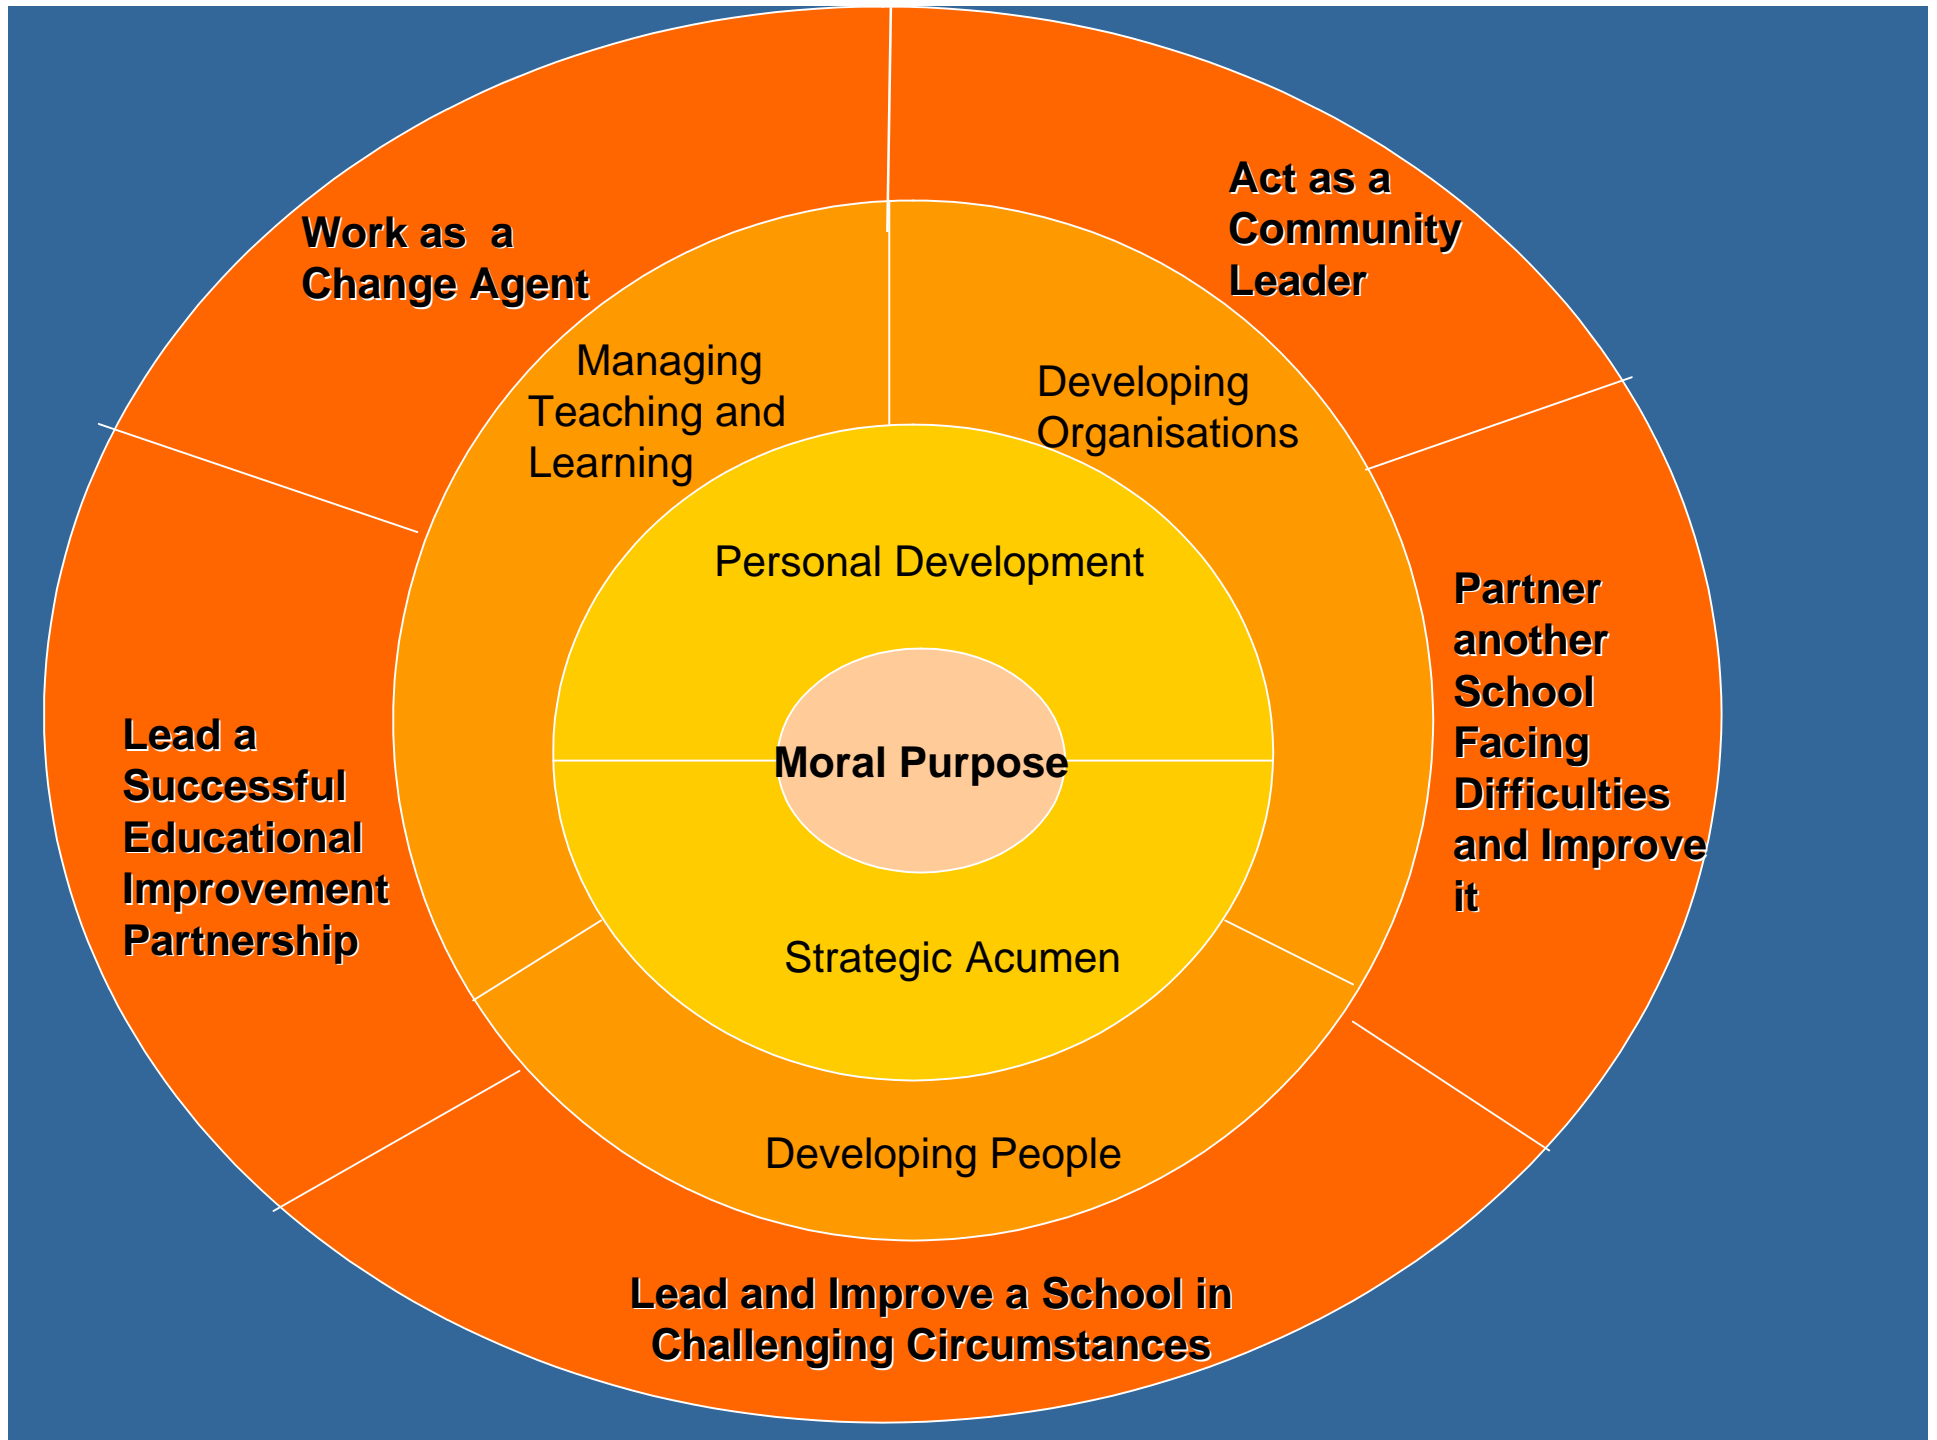 Act as a
Community
Leader
Work as a
Change Agent
Managing
Teaching and
Learning
Developing
Organisations
Personal Development
Partner
another
School
Facing
Difficulties
and Improve
it
Moral Purpose
Lead a
Successful
Educational
Improvement
Partnership
Strategic Acumen
Developing People
Lead and Improve a School in
Challenging Circumstances